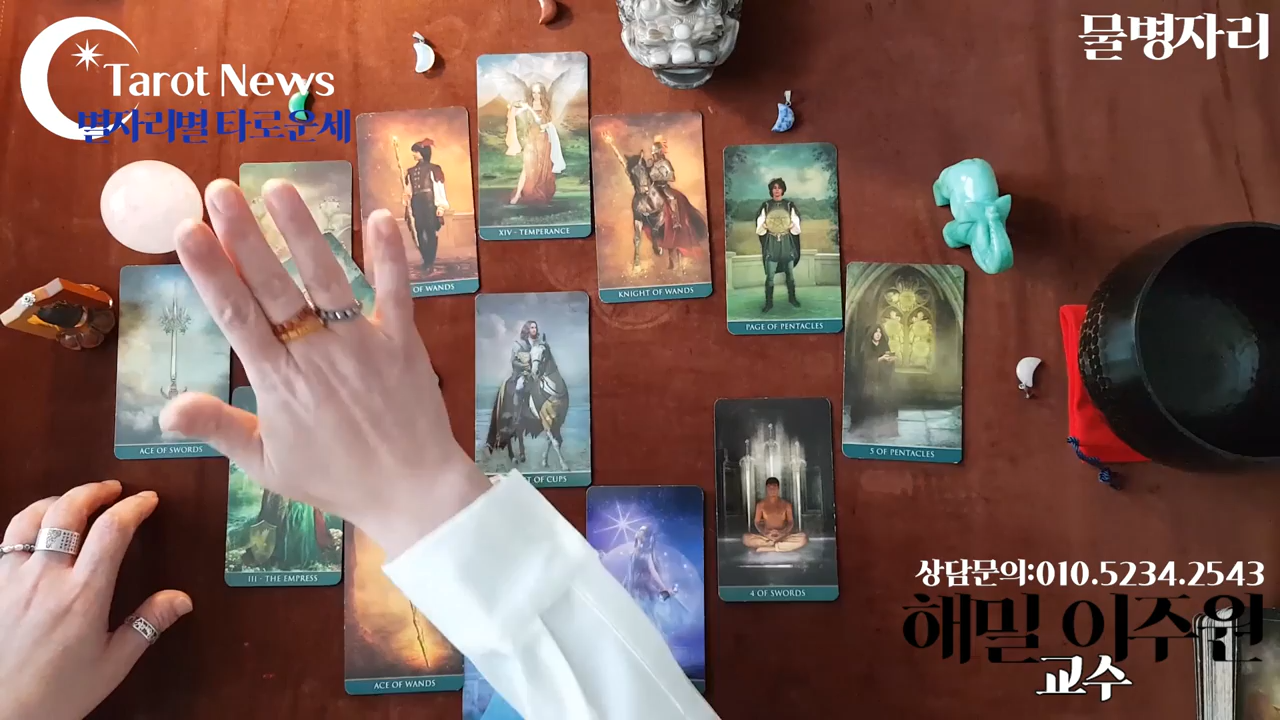 Tarot News
별자리별 타로운세
물병자리
XIV - TEMPERANCE
OF WANDS
KNIGHT OF WANDS
PAGE OF PENTACLES
ACE OF SWORDS
5 OF PENTACLES
T OF CUPS
III - THE EMPRESS
4 OF SWORDS
ACE OF WANDS
상담문의:010.5234.2543
해밀 이주원
교수